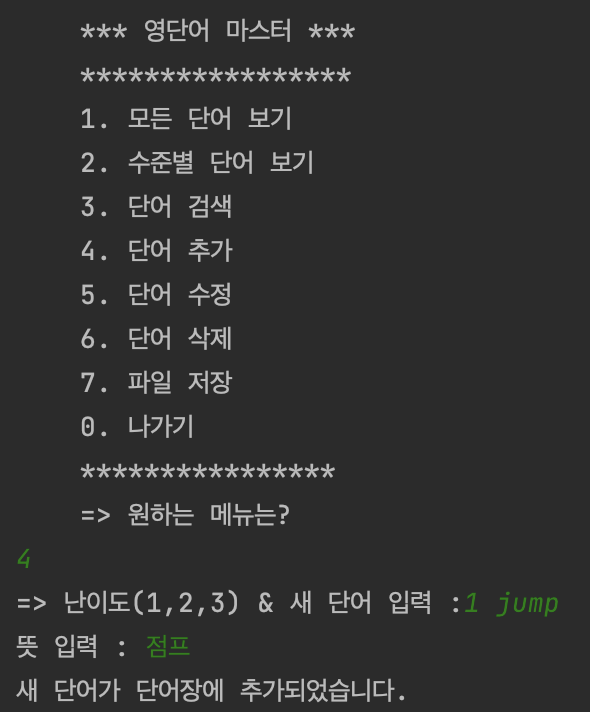 *** 영단어 마스터 ***
*****************
1. 모든 단어 보기
2. 수준별 단어 보기
3. 단어 검색
4. 단어 추가
5. 단어 수정
6. 단어 삭제
7. 파일 저장
0. 나가기
****************
=> 원하는 메뉴는?
4
=> 난이도(1,2,3) & 새 단어 입력 :1 jump
뜻 입력 : 점프
새 단어가 단어장에 추가되었습니다.